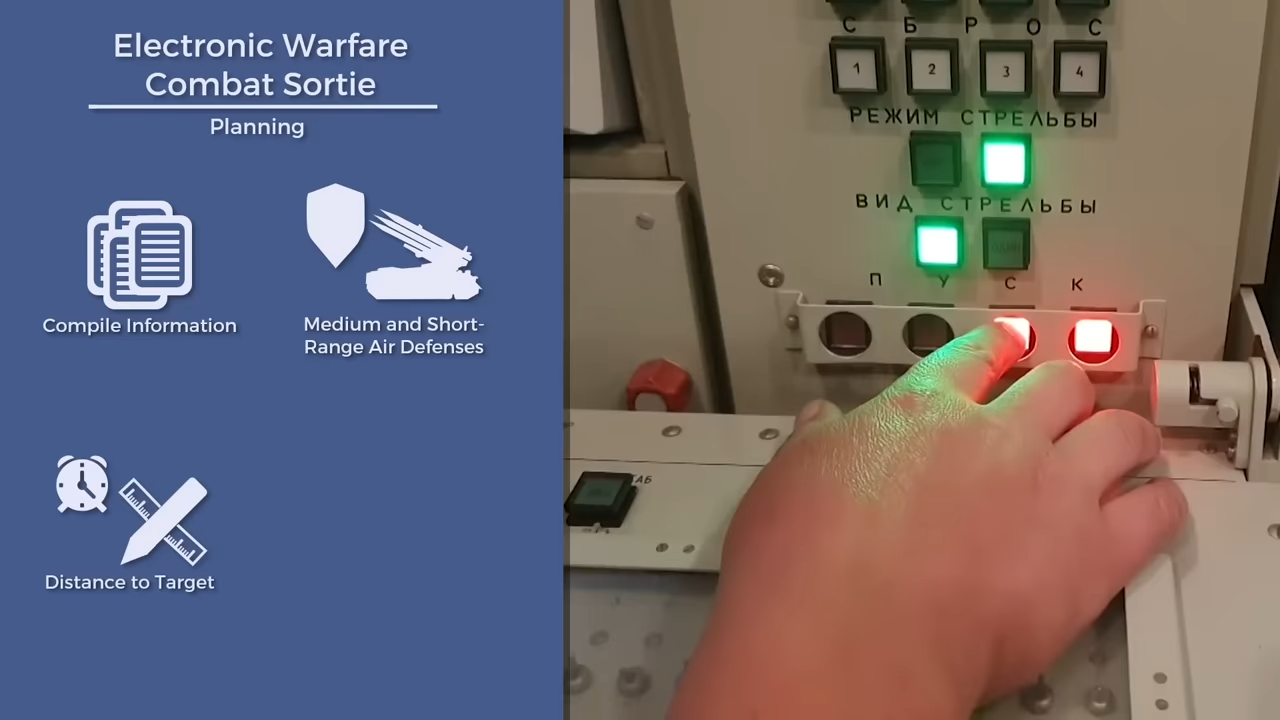 Electronic Warfare
Combat Sortie
Planning
Compile Information
Medium and Short-
Range Air Defenses
Distance to Target
С Б Р О С
1 2 3 4
РЕЖИМ СТРЕЛЬБЫ
ВИД СТРЕЛЬБЫ
П У С К